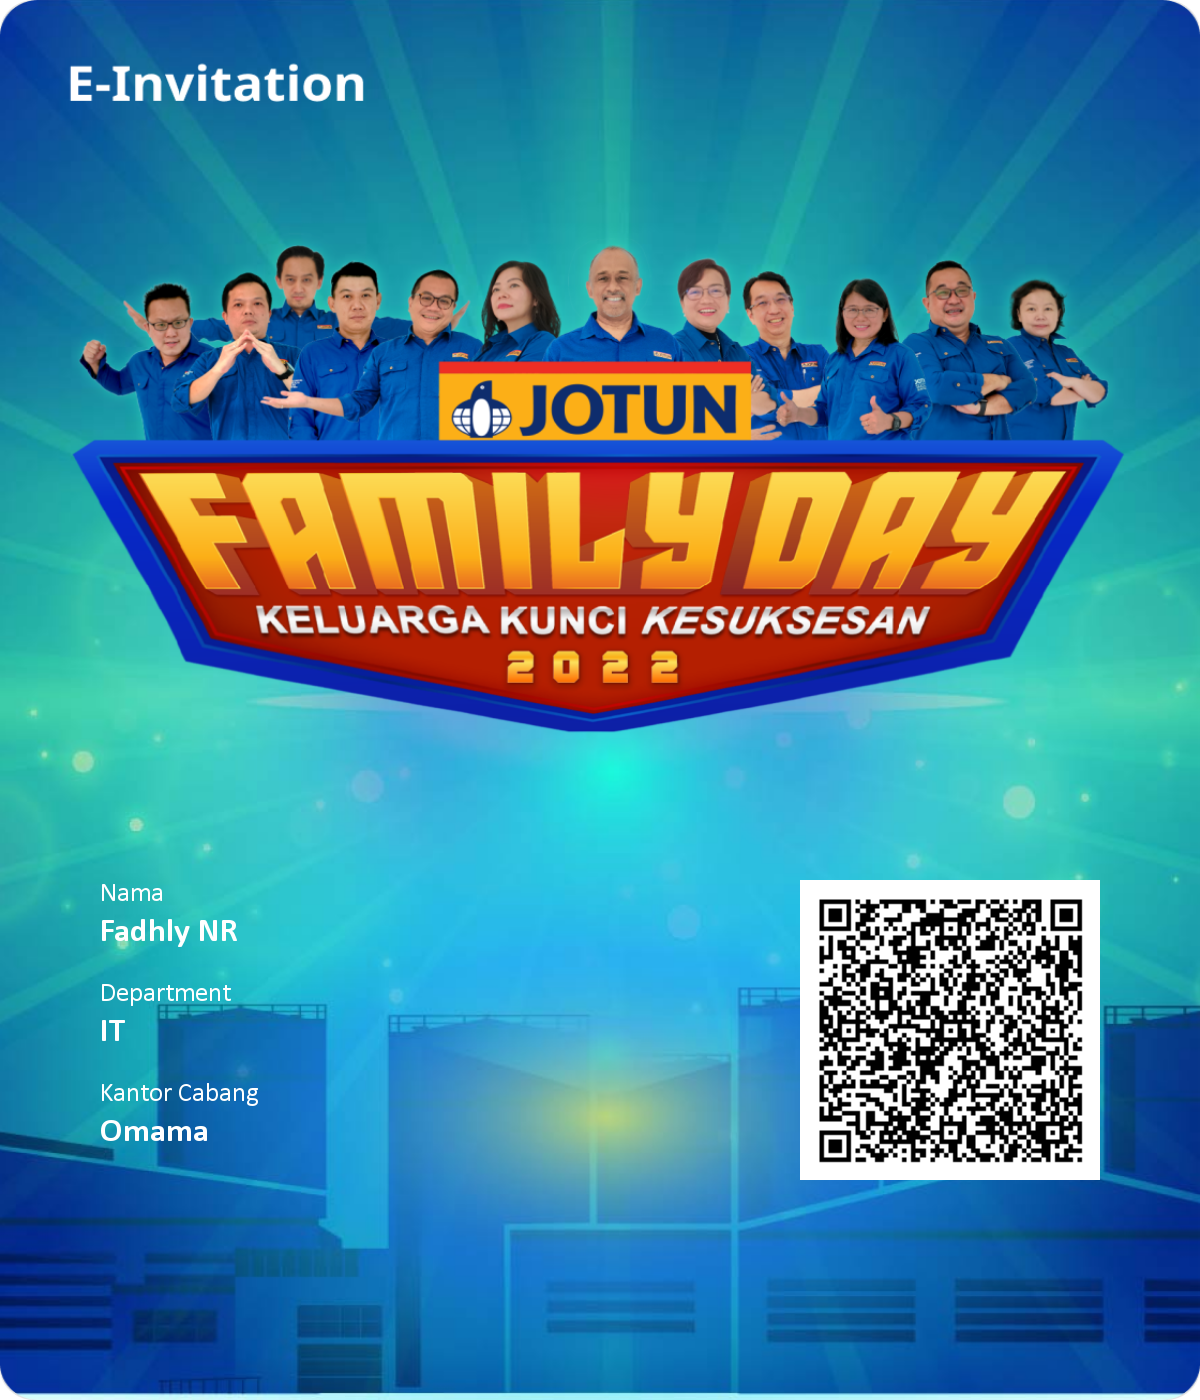 E-Invitation
JOTUN
FAMILY DAY
KELUARGA KUNCI KESUKSESAN
2022
Nama
Fadhly NR
Department
IT
Kantor Cabang
Omama